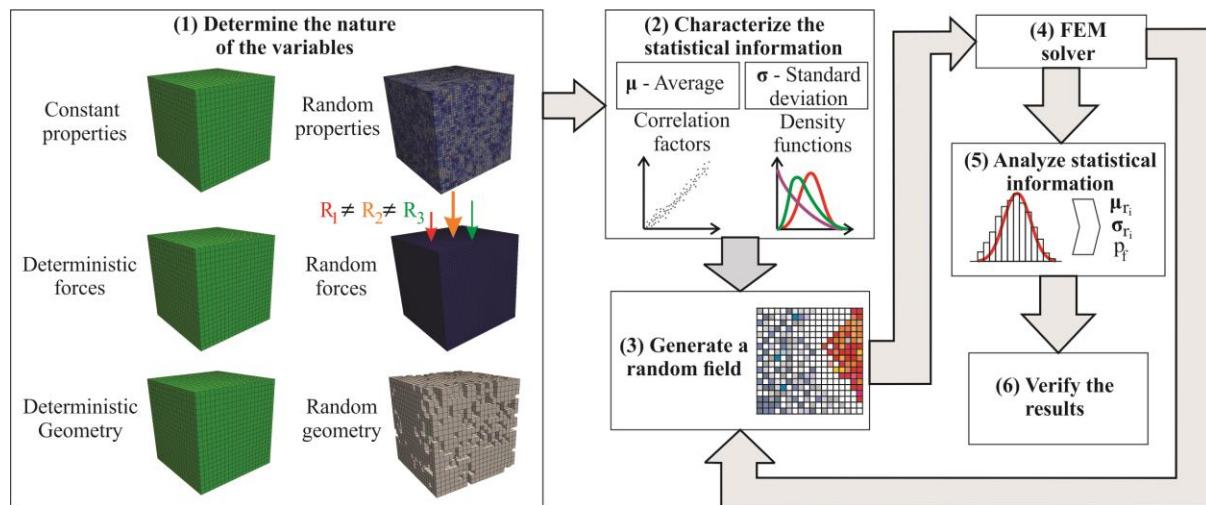 (1) Determine the nature
of the variables
Constant
properties
Random
properties
R1 ≠ R2 ≠ R3
Deterministic
forces
Random
forces
Deterministic
Geometry
Random
geometry
(2) Characterize the
statistical information
μ - Average
σ - Standard
deviation
Correlation
factors
Density
functions
(3) Generate a
random field
(4) FEM
solver
(5) Analyze statistical
information
μri
σri
pf
(6) Verify the
results